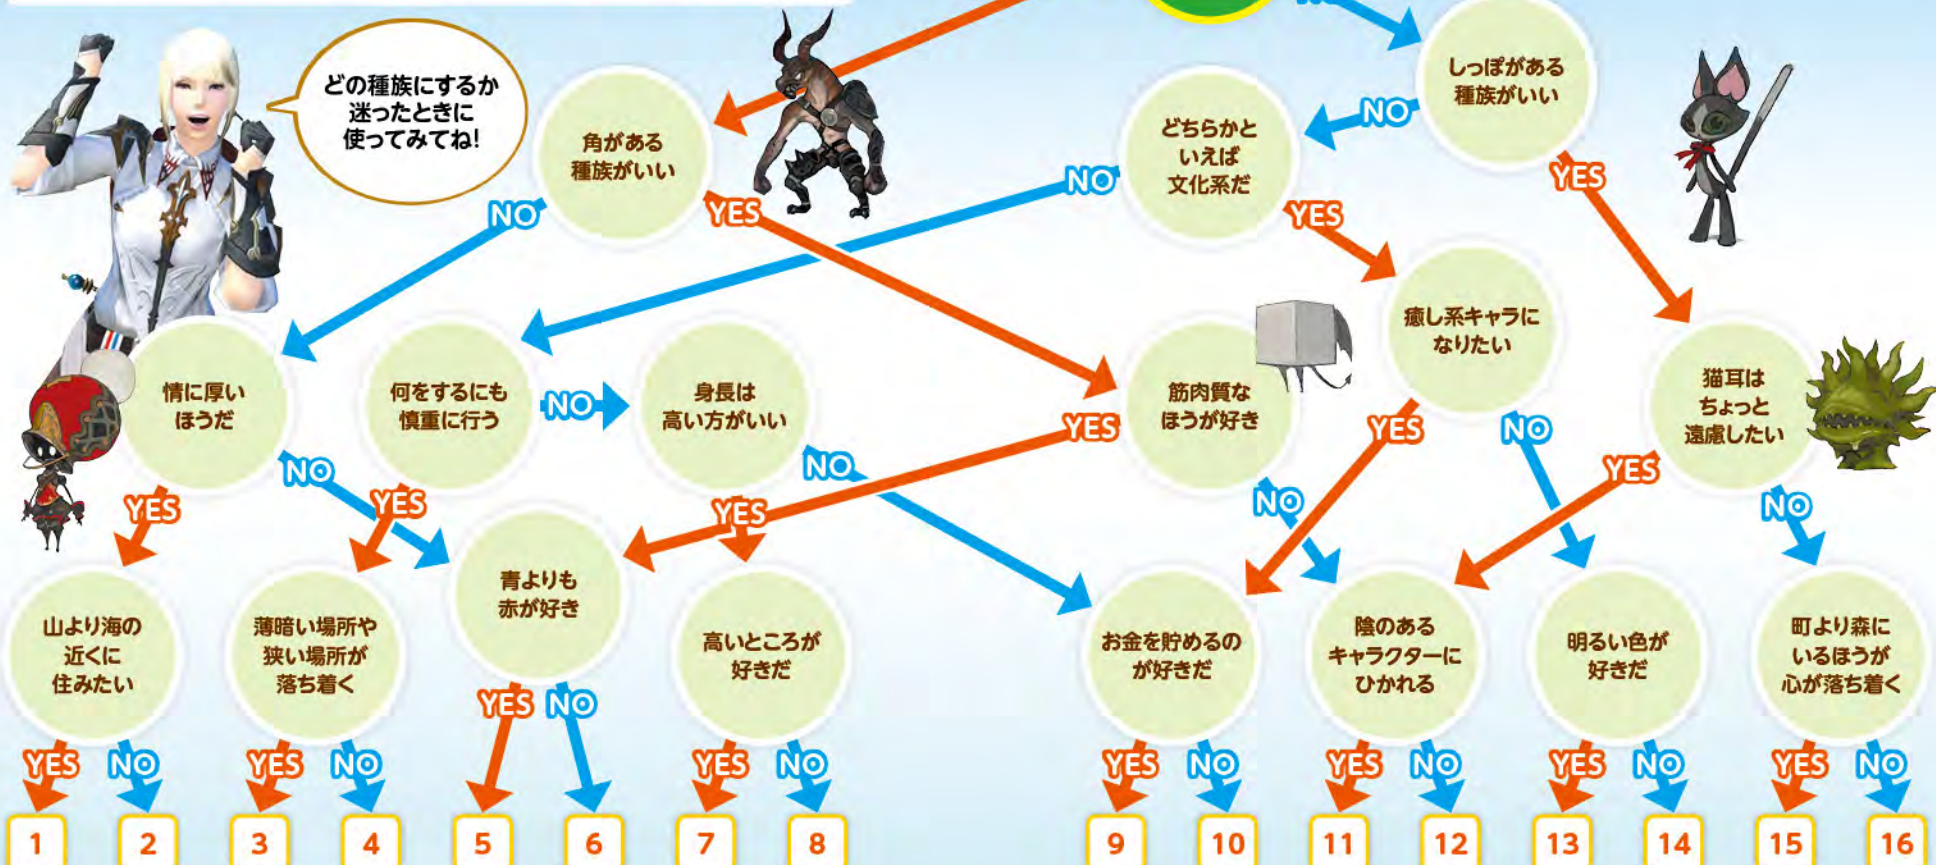 どの種族にするか
迷ったときに
使ってみてね!
角がある
種族がいい
NO
YES
しっぽがある
種族がいい
NO
YES
どちらかと
いえば
文化系だ
NO
YES
癒し系キャラに
なりたい
YES
NO
情に厚い
ほうだ
YES
NO
何をするにも
慎重に行う
NO
YES
身長は
高い方がいい
NO
YES
筋肉質な
ほうが好き
YES
NO
猫耳は
ちょっと
遠慮したい
YES
NO
山より海の
近くに
住みたい
YES NO
薄暗い場所や
狭い場所が
落ち着く
YES NO
青よりも
赤が好き
YES NO
高いところが
好きだ
YES NO
お金を貯めるの
が好きだ
YES NO
陰のある
キャラクターに
ひかれる
YES NO
明るい色が
好きだ
YES NO
町より森に
いるほうが
心が落ち着く
YES NO
1 2 3 4 5 6 7 8 9 10 11 12 13 14 15 16